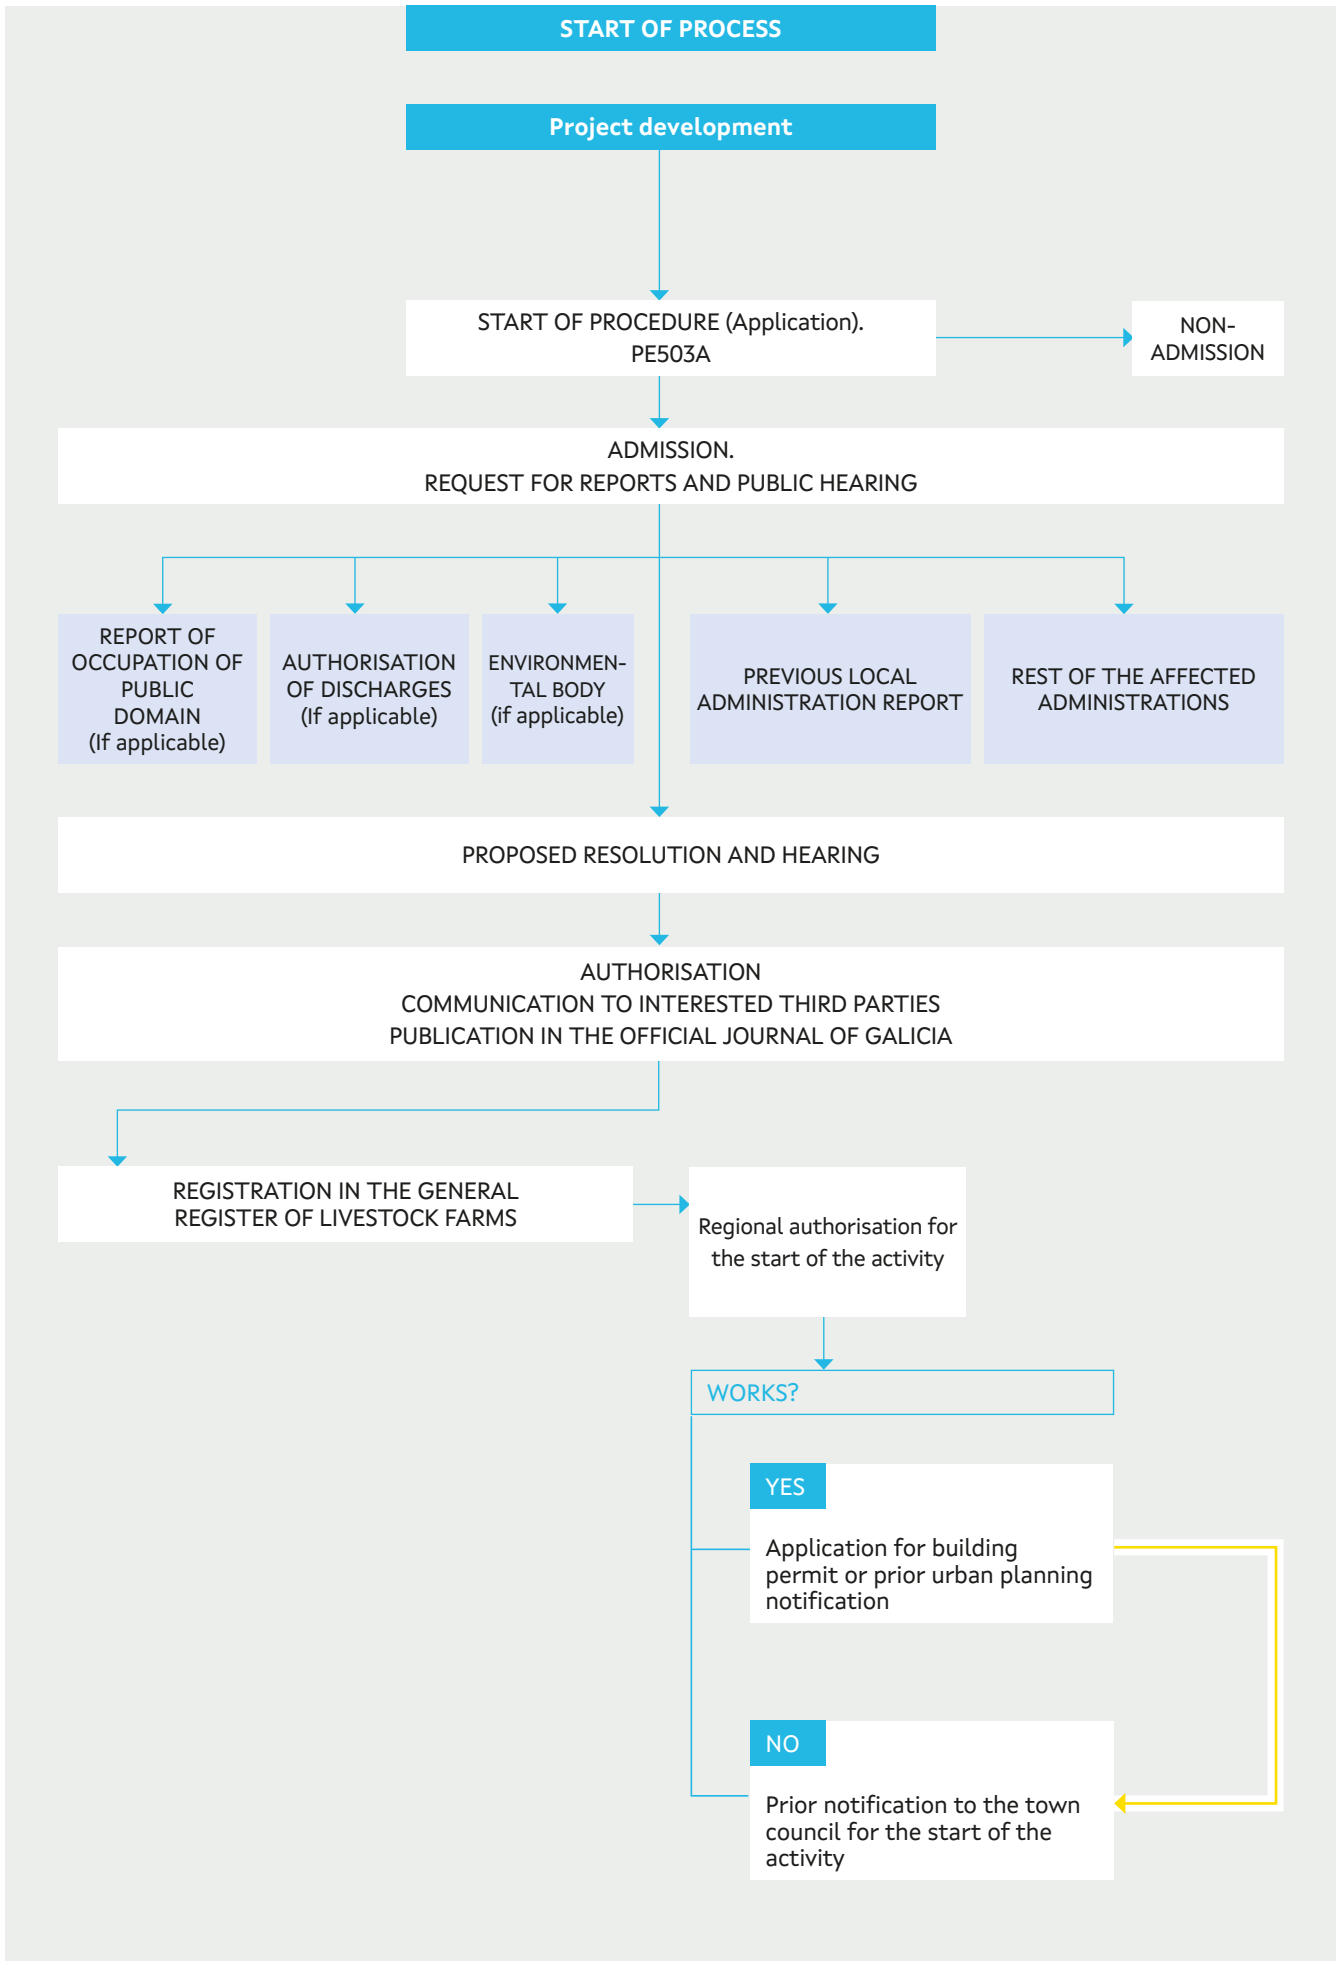 START OF PROCESS
Project development
START OF PROCEDURE (Application).
PE503A
NON-
ADMISSION
ADMISSION.
REQUEST FOR REPORTS AND PUBLIC HEARING
REPORT OF
OCCUPATION OF
PUBLIC
DOMAIN
(If applicable)
AUTHORISATION
OF DISCHARGES
(If applicable)
ENVIRONMEN-
TAL BODY
(if applicable)
PREVIOUS LOCAL
ADMINISTRATION REPORT
REST OF THE AFFECTED
ADMINISTRATIONS
PROPOSED RESOLUTION AND HEARING
AUTHORISATION
COMMUNICATION TO INTERESTED THIRD PARTIES
PUBLICATION IN THE OFFICIAL JOURNAL OF GALICIA
REGISTRATION IN THE GENERAL
REGISTER OF LIVESTOCK FARMS
Regional authorisation for
the start of the activity
WORKS?
YES
Application for building
permit or prior urban planning
notification
NO
Prior notification to the town
council for the start of the
activity